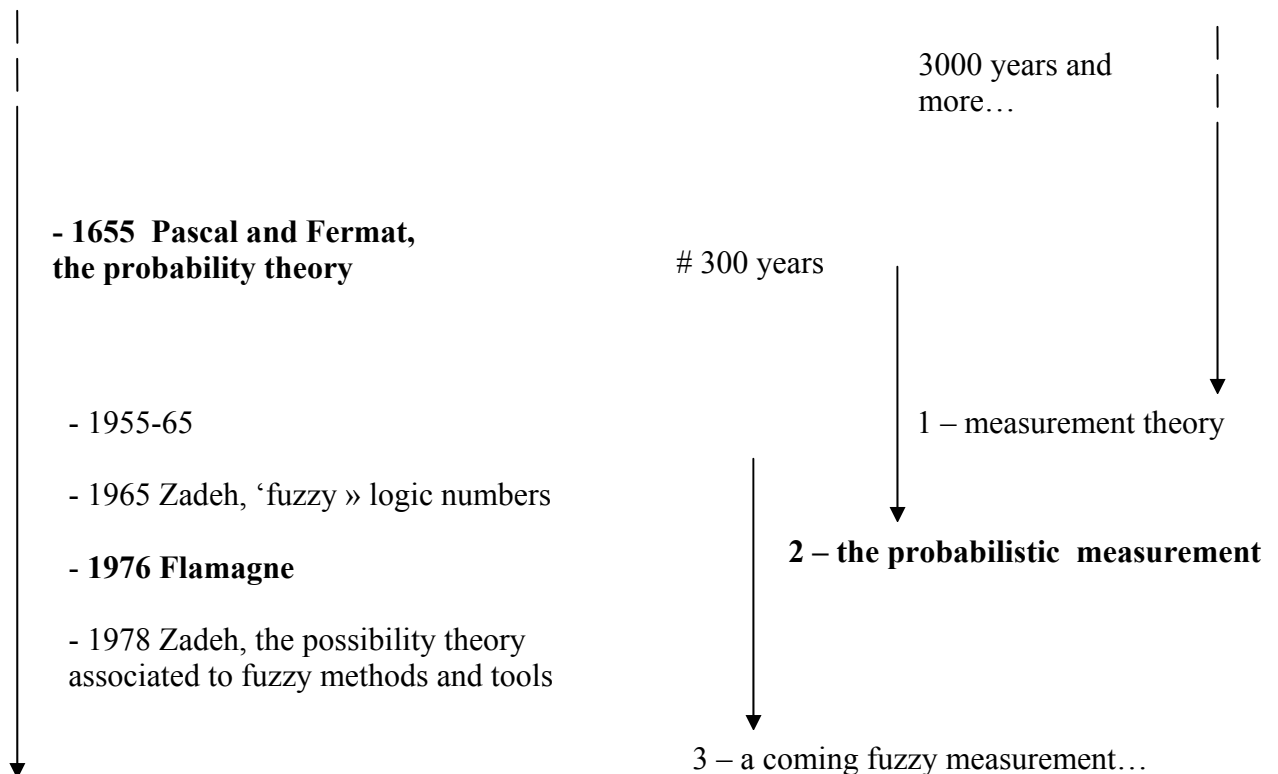 3000 years and
more…
- 1655 Pascal and Fermat,
the probability theory
# 300 years
- 1955-65
1 – measurement theory
- 1965 Zadeh, ‘fuzzy » logic numbers
- 1976 Flamagne
2 – the probabilistic measurement
- 1978 Zadeh, the possibility theory
associated to fuzzy methods and tools
3 – a coming fuzzy measurement…